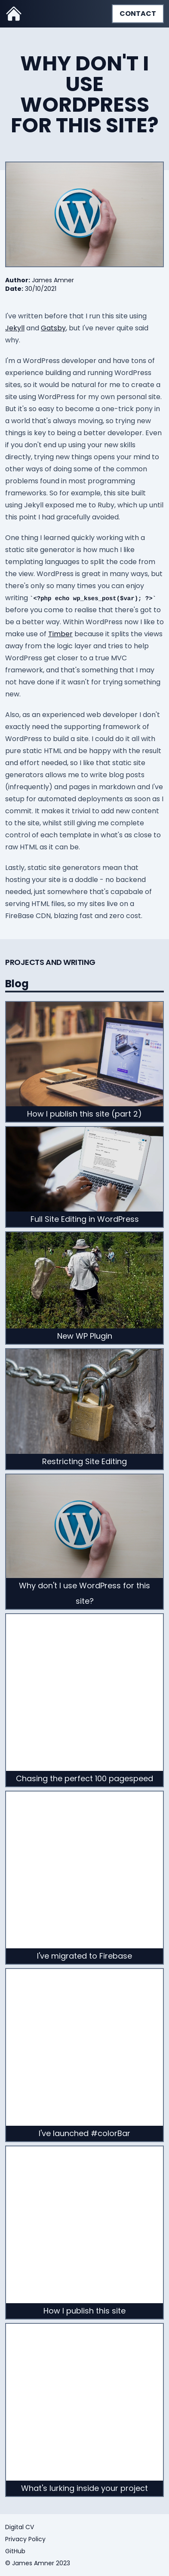 CONTACT
WHY DON'T I
USE
WORDPRESS
FOR THIS SITE?
Author: James Amner
Date: 30/10/2021
I've written before that I run this site using
Jekyll and Gatsby, but I've never quite said
why.
I'm a WordPress developer and have tons of
experience building and running WordPress
sites, so it would be natural for me to create a
site using WordPress for my own personal site.
But it's so easy to become a one-trick pony in
a world that's always moving, so trying new
things is key to being a better developer. Even
if you don't end up using your new skills
directly, trying new things opens your mind to
other ways of doing some of the common
problems found in most programming
frameworks. So for example, this site built
using Jekyll exposed me to Ruby, which up until
this point I had gracefully avoided.
One thing I learned quickly working with a
static site generator is how much I like
templating languages to split the code from
the view. WordPress is great in many ways, but
there's only so many times you can enjoy
writing `<?php echo wp_kses_post($var); ?>`
before you come to realise that there's got to
be a better way. Within WordPress now I like to
make use of Timber because it splits the views
away from the logic layer and tries to help
WordPress get closer to a true MVC
framework, and that's something that I may
not have done if it wasn't for trying something
new.
Also, as an experienced web developer I don't
exactly need the supporting framework of
WordPress to build a site. I could do it all with
pure static HTML and be happy with the result
and effort needed, so I like that static site
generators allows me to write blog posts
(infrequently) and pages in markdown and I've
setup for automated deployments as soon as I
commit. It makes it trivial to add new content
to the site, whilst still giving me complete
control of each template in what's as close to
raw HTML as it can be.
Lastly, static site generators mean that
hosting your site is a doddle - no backend
needed, just somewhere that's capabale of
serving HTML files, so my sites live on a
FireBase CDN, blazing fast and zero cost.
PROJECTS AND WRITING
Blog
How I publish this site (part 2)
Full Site Editing in WordPress
New WP Plugin
Restricting Site Editing
Why don't I use WordPress for this
site?
Chasing the perfect 100 pagespeed
I've migrated to Firebase
I've launched #colorBar
How I publish this site
What's lurking inside your project
Digital CV
Privacy Policy
GitHub
© James Amner 2023